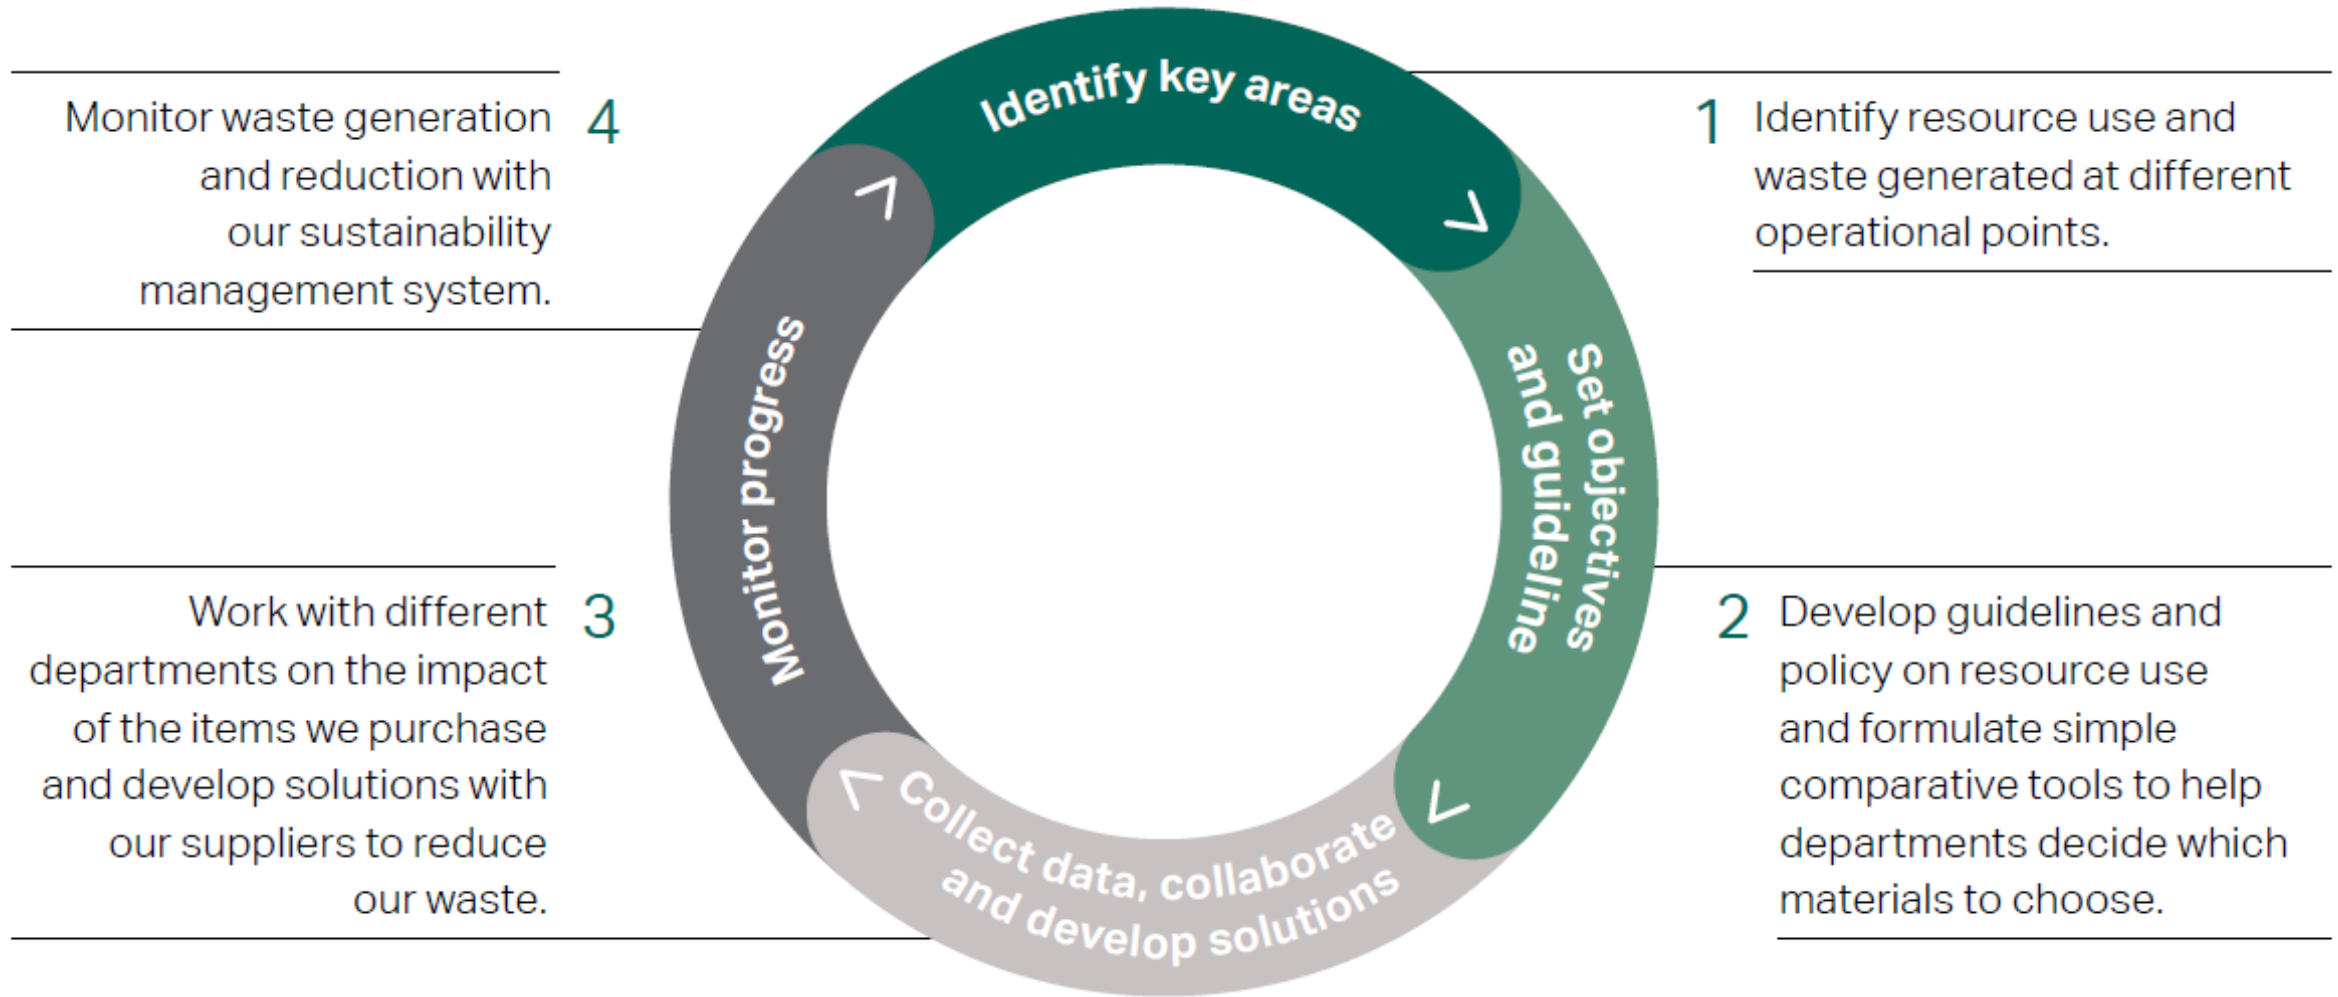 Identify key areas
1 Identify resource use and
waste generated at different
operational points.
Set objectives
and guideline
2 Develop guidelines and
policy on resource use
and formulate simple
comparative tools to help
departments decide which
materials to choose.
Collect data, collaborate
and develop solutions
3 Work with different
departments on the impact
of the items we purchase
and develop solutions with
our suppliers to reduce
our waste.
Monitor progress
4 Monitor waste generation
and reduction with
our sustainability
management system.